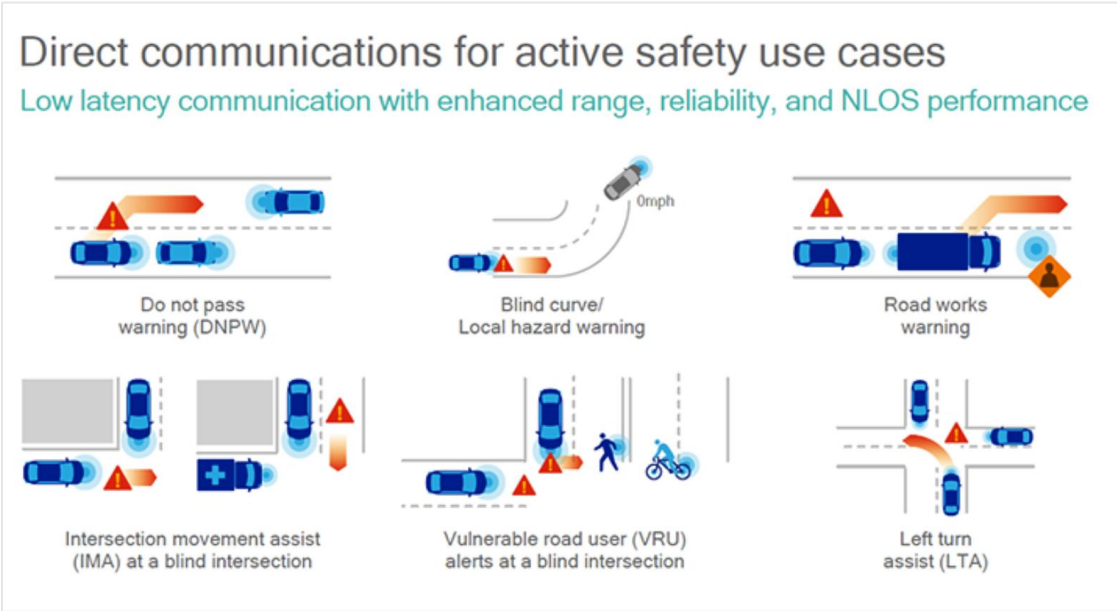 Direct communications for active safety use cases
Low latency communication with enhanced range, reliability, and NLOS performance
Do not pass
warning (DNPW)
0mph
Blind curve/
Local hazard warning
Road works
warning
Intersection movement assist
(IMA) at a blind intersection
Vulnerable road user (VRU)
alerts at a blind intersection
Left turn
assist (LTA)